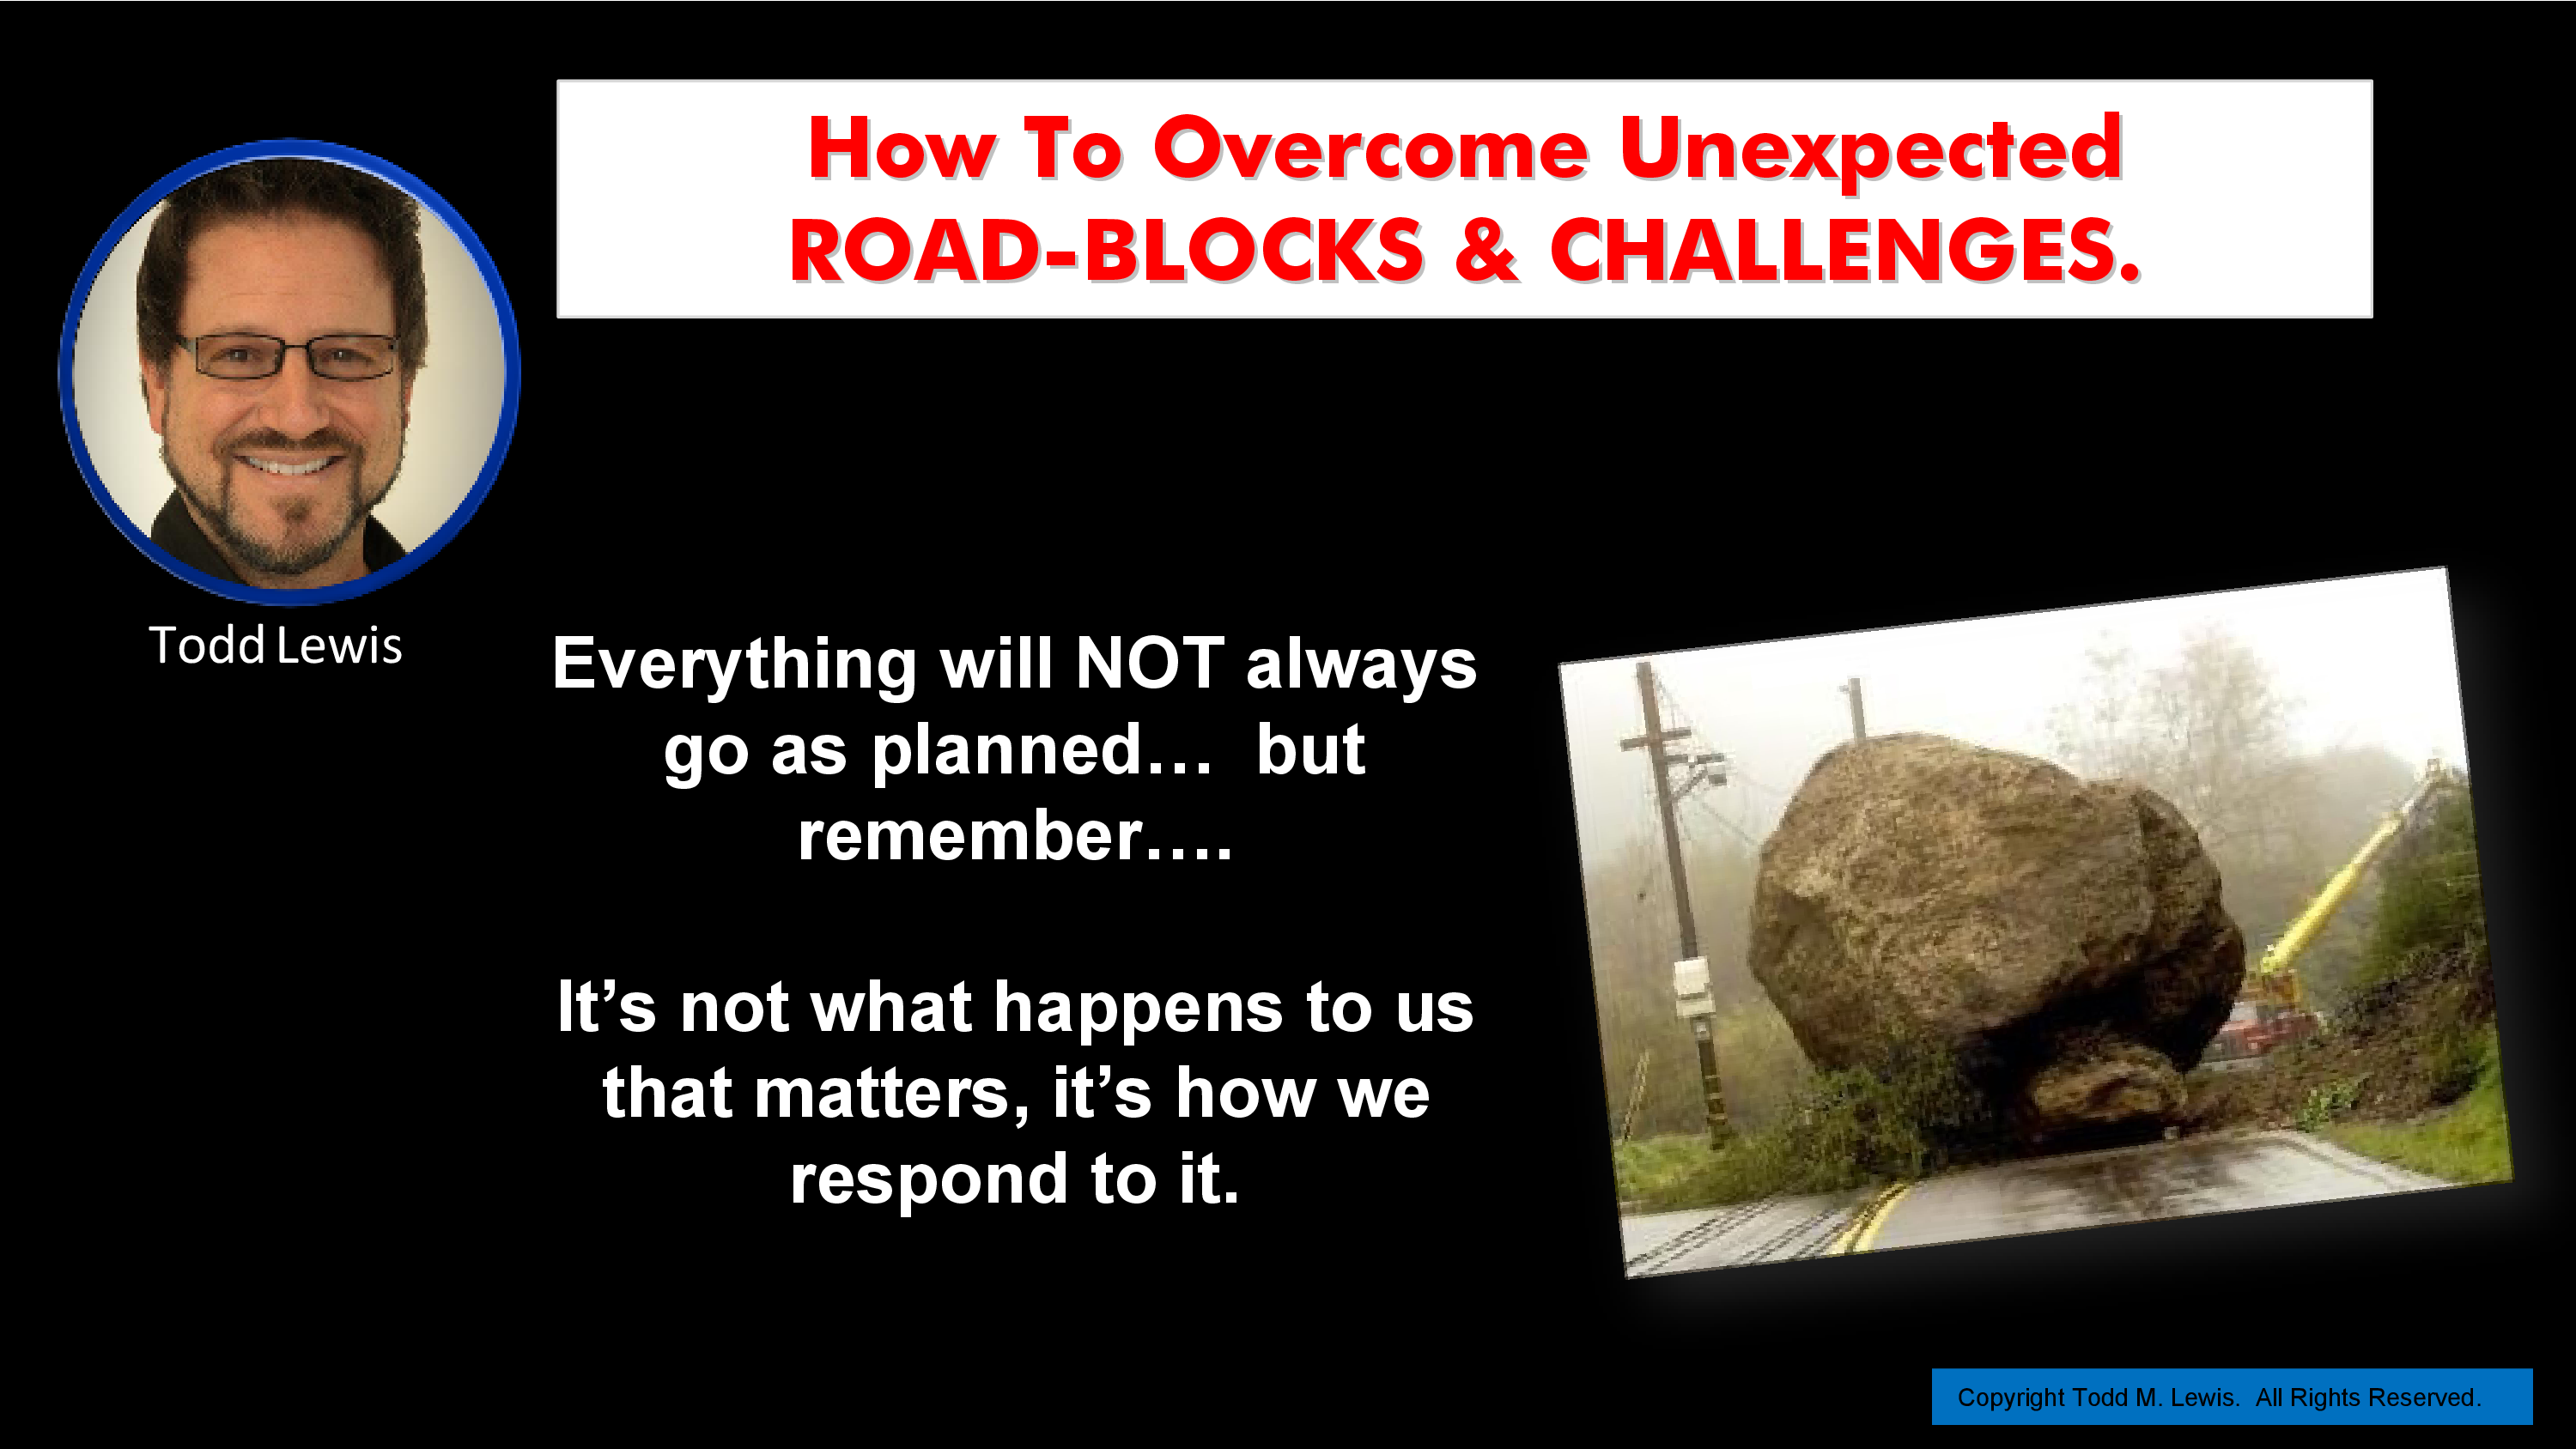 How To Overcome Unexpected
ROAD-BLOCKS & CHALLENGES.
Todd Lewis
Everything will NOT always
go as planned…  but
remember….
It’s not what happens to us
that matters, it’s how we
respond to it.
Copyright Todd M. Lewis.  All Rights Reserved.